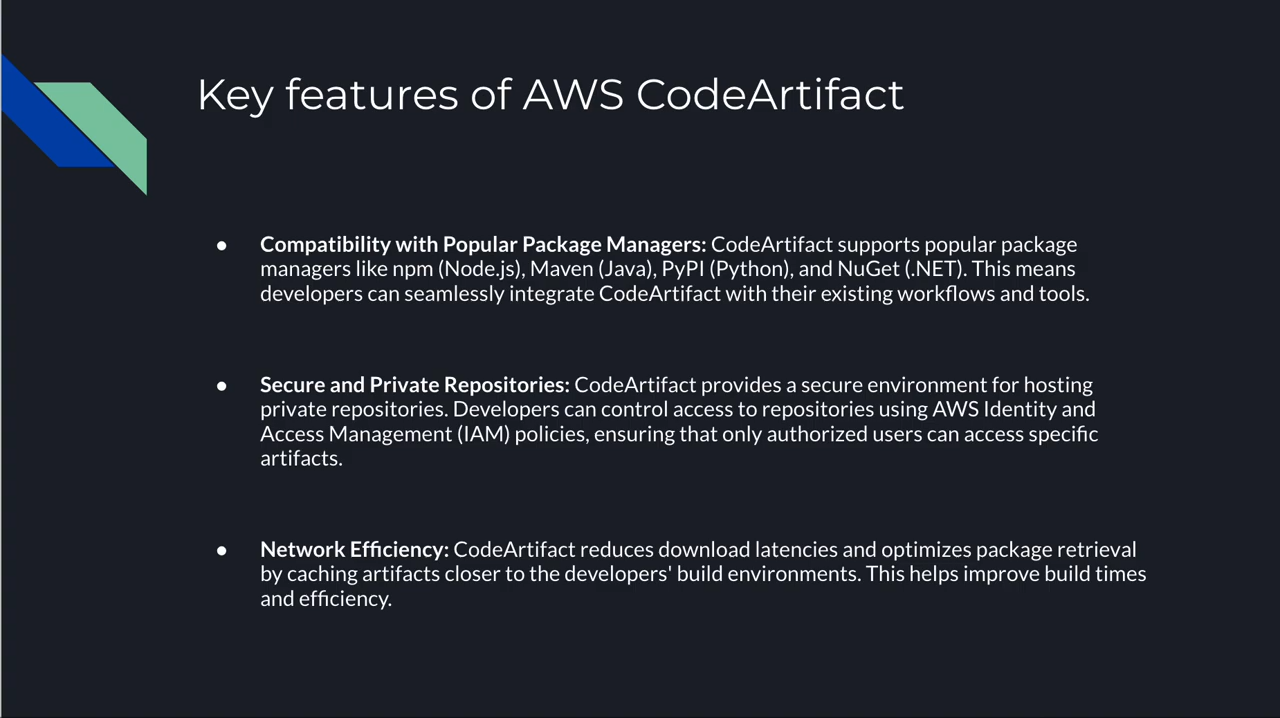 Key features of AWS CodeArtifact
● Compatibility with Popular Package Managers: CodeArtifact supports popular package
managers like npm (Node.js), Maven (Java), PyPI (Python), and NuGet (.NET). This means
developers can seamlessly integrate CodeArtifact with their existing workflows and tools.
● Secure and Private Repositories: CodeArtifact provides a secure environment for hosting
private repositories. Developers can control access to repositories using AWS Identity and
Access Management (IAM) policies, ensuring that only authorized users can access specific
artifacts.
● Network Efficiency: CodeArtifact reduces download latencies and optimizes package retrieval
by caching artifacts closer to the developers' build environments. This helps improve build times
and efficiency.